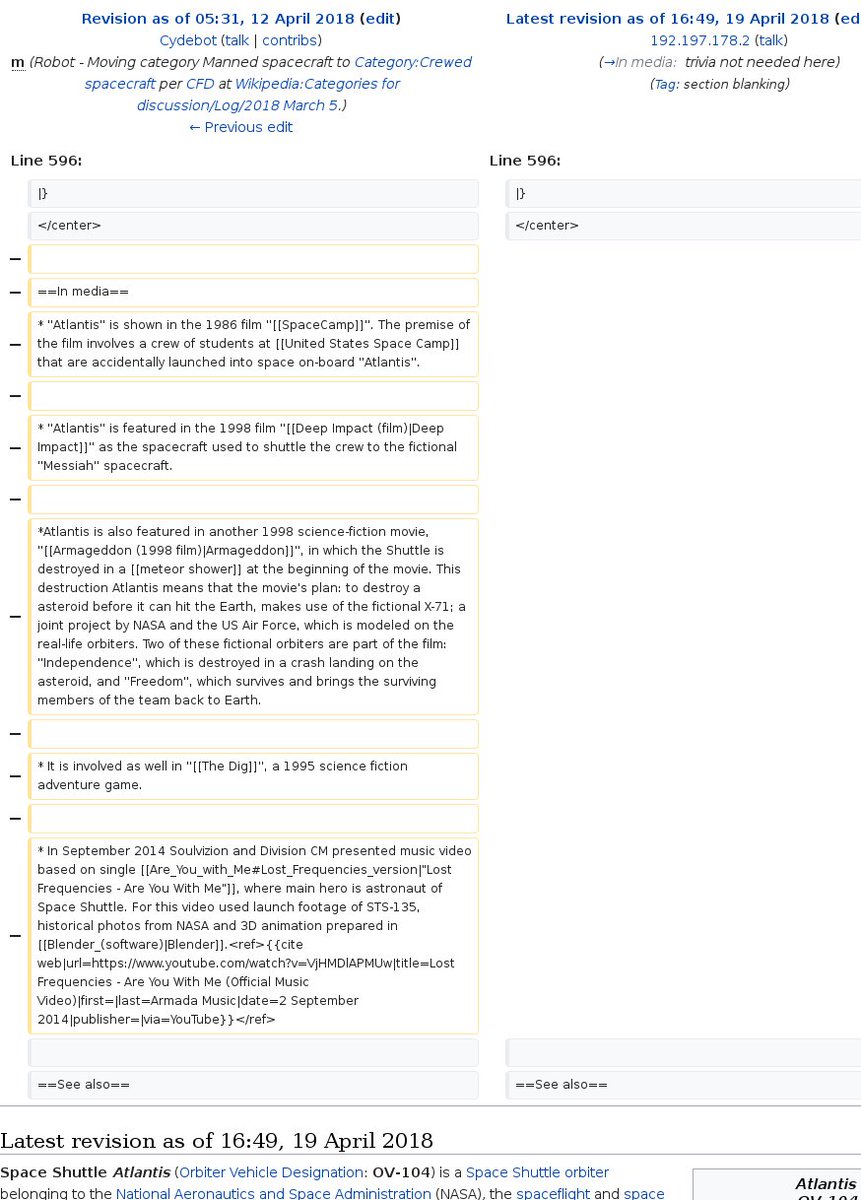 Revision as of 05:31, 12 April 2018 (edit)
Cydebot (talk | contribs)
m (Robot - Moving category Manned spacecraft to Category:Crewed
spacecraft per CFD at Wikipedia:Categories for
discussion/Log/2018 March 5.)
← Previous edit
Latest revision as of 16:49, 19 April 2018 (ed
192.197.178.2 (talk)
(→In media: trivia not needed here)
(Tag: section blanking)
Line 596:
Line 596:
|}
|}
</center>
</center>
−
− ==In media==
− * "Atlantis" is shown in the 1986 film "[[SpaceCamp]]". The premise of
the film involves a crew of students at [[United States Space Camp]]
that are accidentally launched into space on-board "Atlantis".
−
− * "Atlantis" is featured in the 1998 film "[[Deep Impact (film)|Deep
Impact]]" as the spacecraft used to shuttle the crew to the fictional
"Messiah" spacecraft.
−
− *Atlantis is also featured in another 1998 science-fiction movie,
"[[Armageddon (1998 film)|Armageddon]]", in which the Shuttle is
destroyed in a [[meteor shower]] at the beginning of the movie. This
destruction Atlantis means that the movie's plan: to destroy a
asteroid before it can hit the Earth, makes use of the fictional X-71; a
joint project by NASA and the US Air Force, which is modeled on the
real-life orbiters. Two of these fictional orbiters are part of the film:
"Independence", which is destroyed in a crash landing on the
asteroid, and "Freedom", which survives and brings the surviving
members of the team back to Earth.
−
− * It is involved as well in "[[The Dig]]", a 1995 science fiction
adventure game.
−
− * In September 2014 Soulvizion and Division CM presented music video
based on single [[Are_You_with_Me#Lost_Frequencies_version|"Lost
Frequencies - Are You With Me"]], where main hero is astronaut of
Space Shuttle. For this video used launch footage of STS-135,
historical photos from NASA and 3D animation prepared in
[[Blender_(software)|Blender]].<ref>{{cite
web|url=https://www.youtube.com/watch?v=VjHMDlAPMUw|title=Lost
Frequencies - Are You With Me (Official Music
Video)|first=|last=Armada Music|date=2 September
2014|publisher=|via=YouTube}}</ref>
==See also==
==See also==
Latest revision as of 16:49, 19 April 2018
Space Shuttle Atlantis (Orbiter Vehicle Designation: OV-104) is a Space Shuttle orbiter
belonging to the National Aeronautics and Space Administration (NASA), the spaceflight and space
Atlantis
OV-104